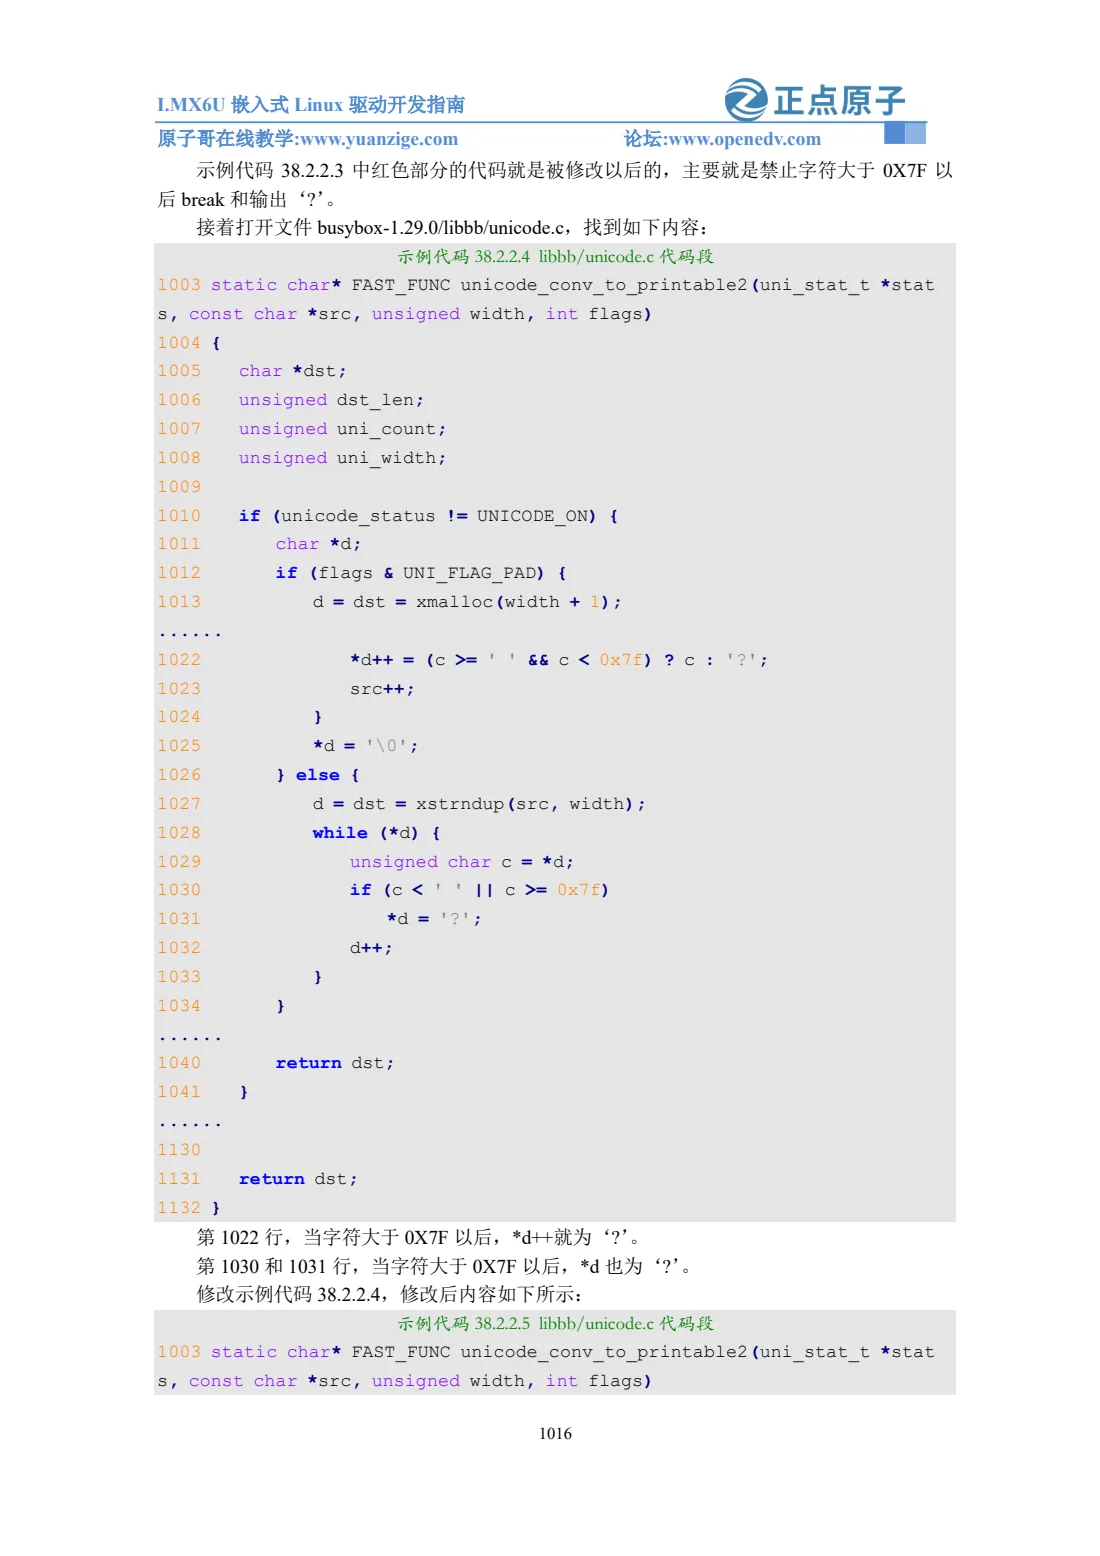 I.MX6U 嵌入式 Linux 驱动开发指南
正点原子
原子哥在线教学:www.yuanzige.com 论坛:www.openedv.com
示例代码 38.2.2.3 中红色部分的代码就是被修改以后的，主要就是禁止字符大于 0X7F 以
后 break 和输出‘?’。
接着打开文件 busybox-1.29.0/libbb/unicode.c，找到如下内容：
示例代码 38.2.2.4 libbb/unicode.c 代码段
1003 static char* FAST_FUNC unicode_conv_to_printable2(uni_stat_t *stat
s, const char *src, unsigned width, int flags)
1004 {
1005    char *dst;
1006    unsigned dst_len;
1007    unsigned uni_count;
1008    unsigned uni_width;
1009
1010    if (unicode_status != UNICODE_ON) {
1011        char *d;
1012        if (flags & UNI_FLAG_PAD) {
1013            d = dst = xmalloc(width + 1);
......
1022                *d++ = (c >= ' ' && c < 0x7f) ? c : '?';
1023                src++;
1024            }
1025            *d = '\0';
1026        } else {
1027            d = dst = xstrndup(src, width);
1028            while (*d) {
1029                unsigned char c = *d;
1030                if (c < ' ' || c >= 0x7f)
1031                    *d = '?';
1032                d++;
1033            }
1034        }
......
1040        return dst;
1041    }
......
1130
1131    return dst;
1132 }
第 1022 行，当字符大于 0X7F 以后，*d++就为‘?’。
第 1030 和 1031 行，当字符大于 0X7F 以后，*d 也为‘?’。
修改示例代码 38.2.2.4，修改后内容如下所示：
示例代码 38.2.2.5 libbb/unicode.c 代码段
1003 static char* FAST_FUNC unicode_conv_to_printable2(uni_stat_t *stat
s, const char *src, unsigned width, int flags)
1016